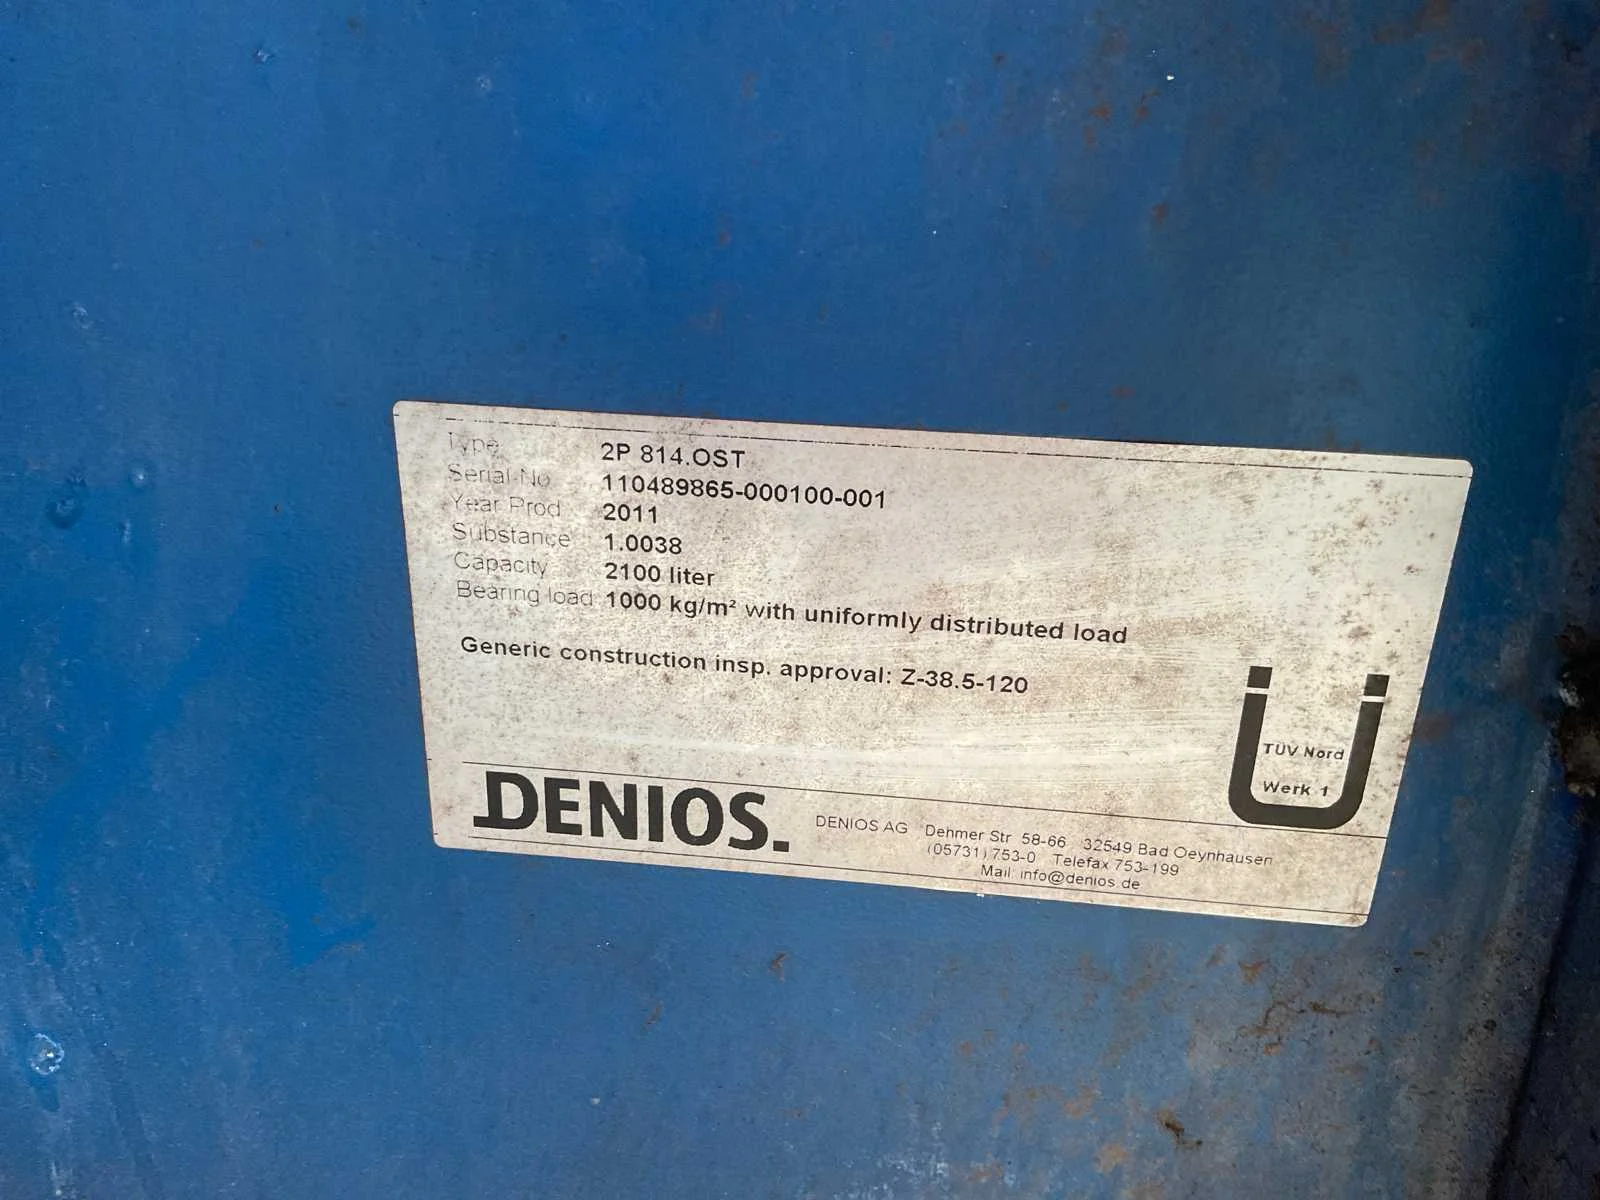 Type 2P 814.OST
Serial-No 110489865-000100-001
Year Prod 2011
Substance 1.0038
Capacity 2100 liter
Bearing load 1000 kg/m² with uniformly distributed load
Generic construction insp. approval: Z-38.5-120
Ü
TÜV Nord
Werk 1
DENIOS.
DENIOS AG Dehmer Str 58-66 32549 Bad Oeynhausen
(05731) 753-0 Telefax 753-199
Mail: info@denios.de